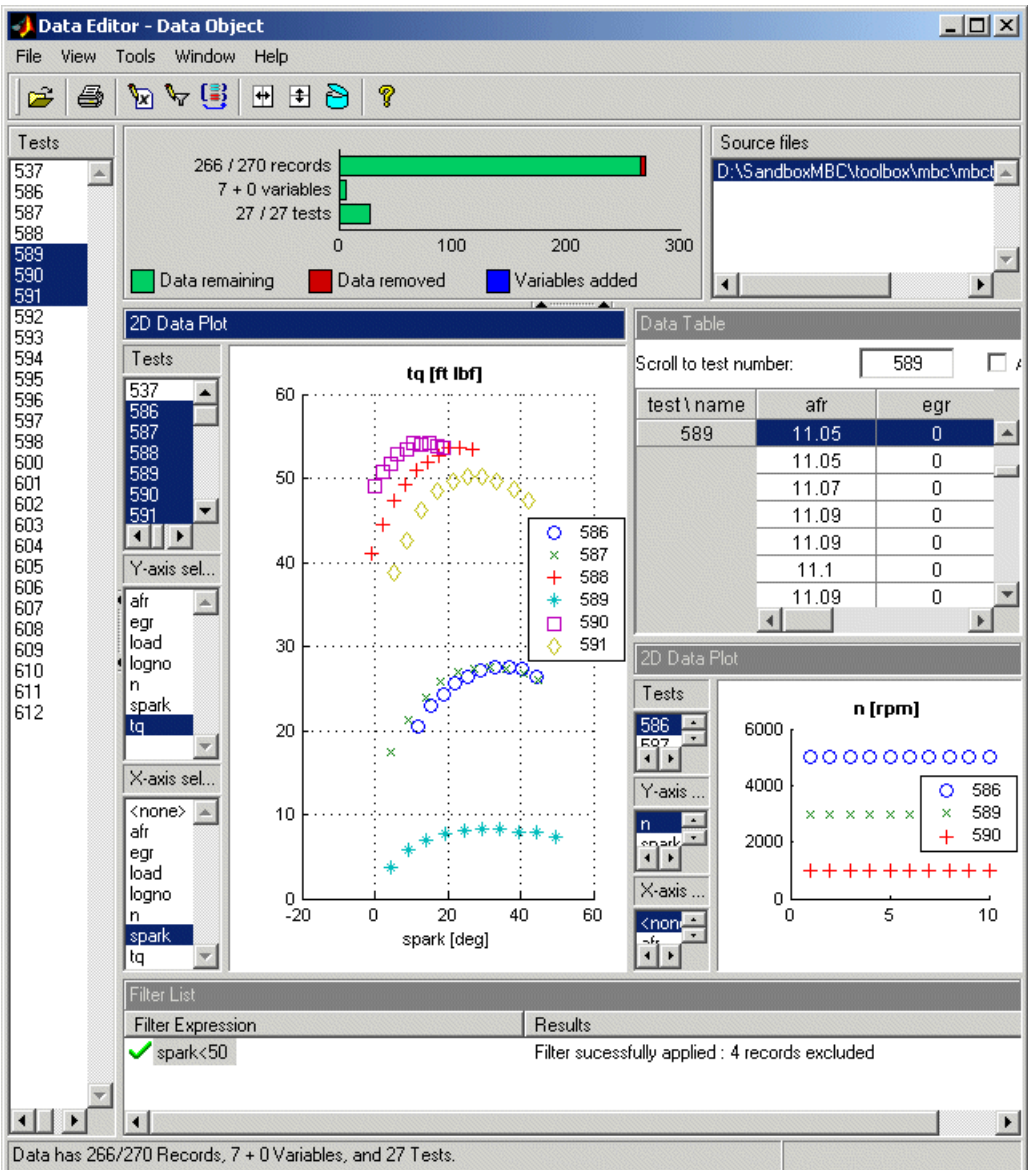 Data Editor - Data Object
File View Tools Window Help
Tests
537
586
587
588
589
590
591
592
593
594
595
596
597
598
600
601
602
603
604
605
606
607
608
609
610
611
612
266 / 270 records
7 + 0 variables
27 / 27 tests
0 100 200 300
Data remaining Data removed Variables added
Source files
D:\SandboxMBC\toolbox\mbc\mbct
2D Data Plot
Tests
537
586
587
588
589
590
591
Y-axis sel...
afr
egr
load
logno
n
spark
tq
X-axis sel...
<none>
afr
egr
load
logno
n
spark
tq
tq [ft lbf]
60
50
40
30
20
10
0
-20 0 20 40 60
spark [deg]
586
587
588
589
590
591
Data Table
Scroll to test number: 589
test \ name afr egr
589 11.05 0
11.05 0
11.07 0
11.09 0
11.09 0
11.1 0
11.09 0
2D Data Plot
Tests
586
587
Y-axis ...
n
spark
X-axis ...
<none
afr
n [rpm]
6000
4000
2000
0
0 5 10
586
589
590
Filter List
Filter Expression Results
spark<50 Filter sucessfully applied : 4 records excluded
Data has 266/270 Records, 7 + 0 Variables, and 27 Tests.